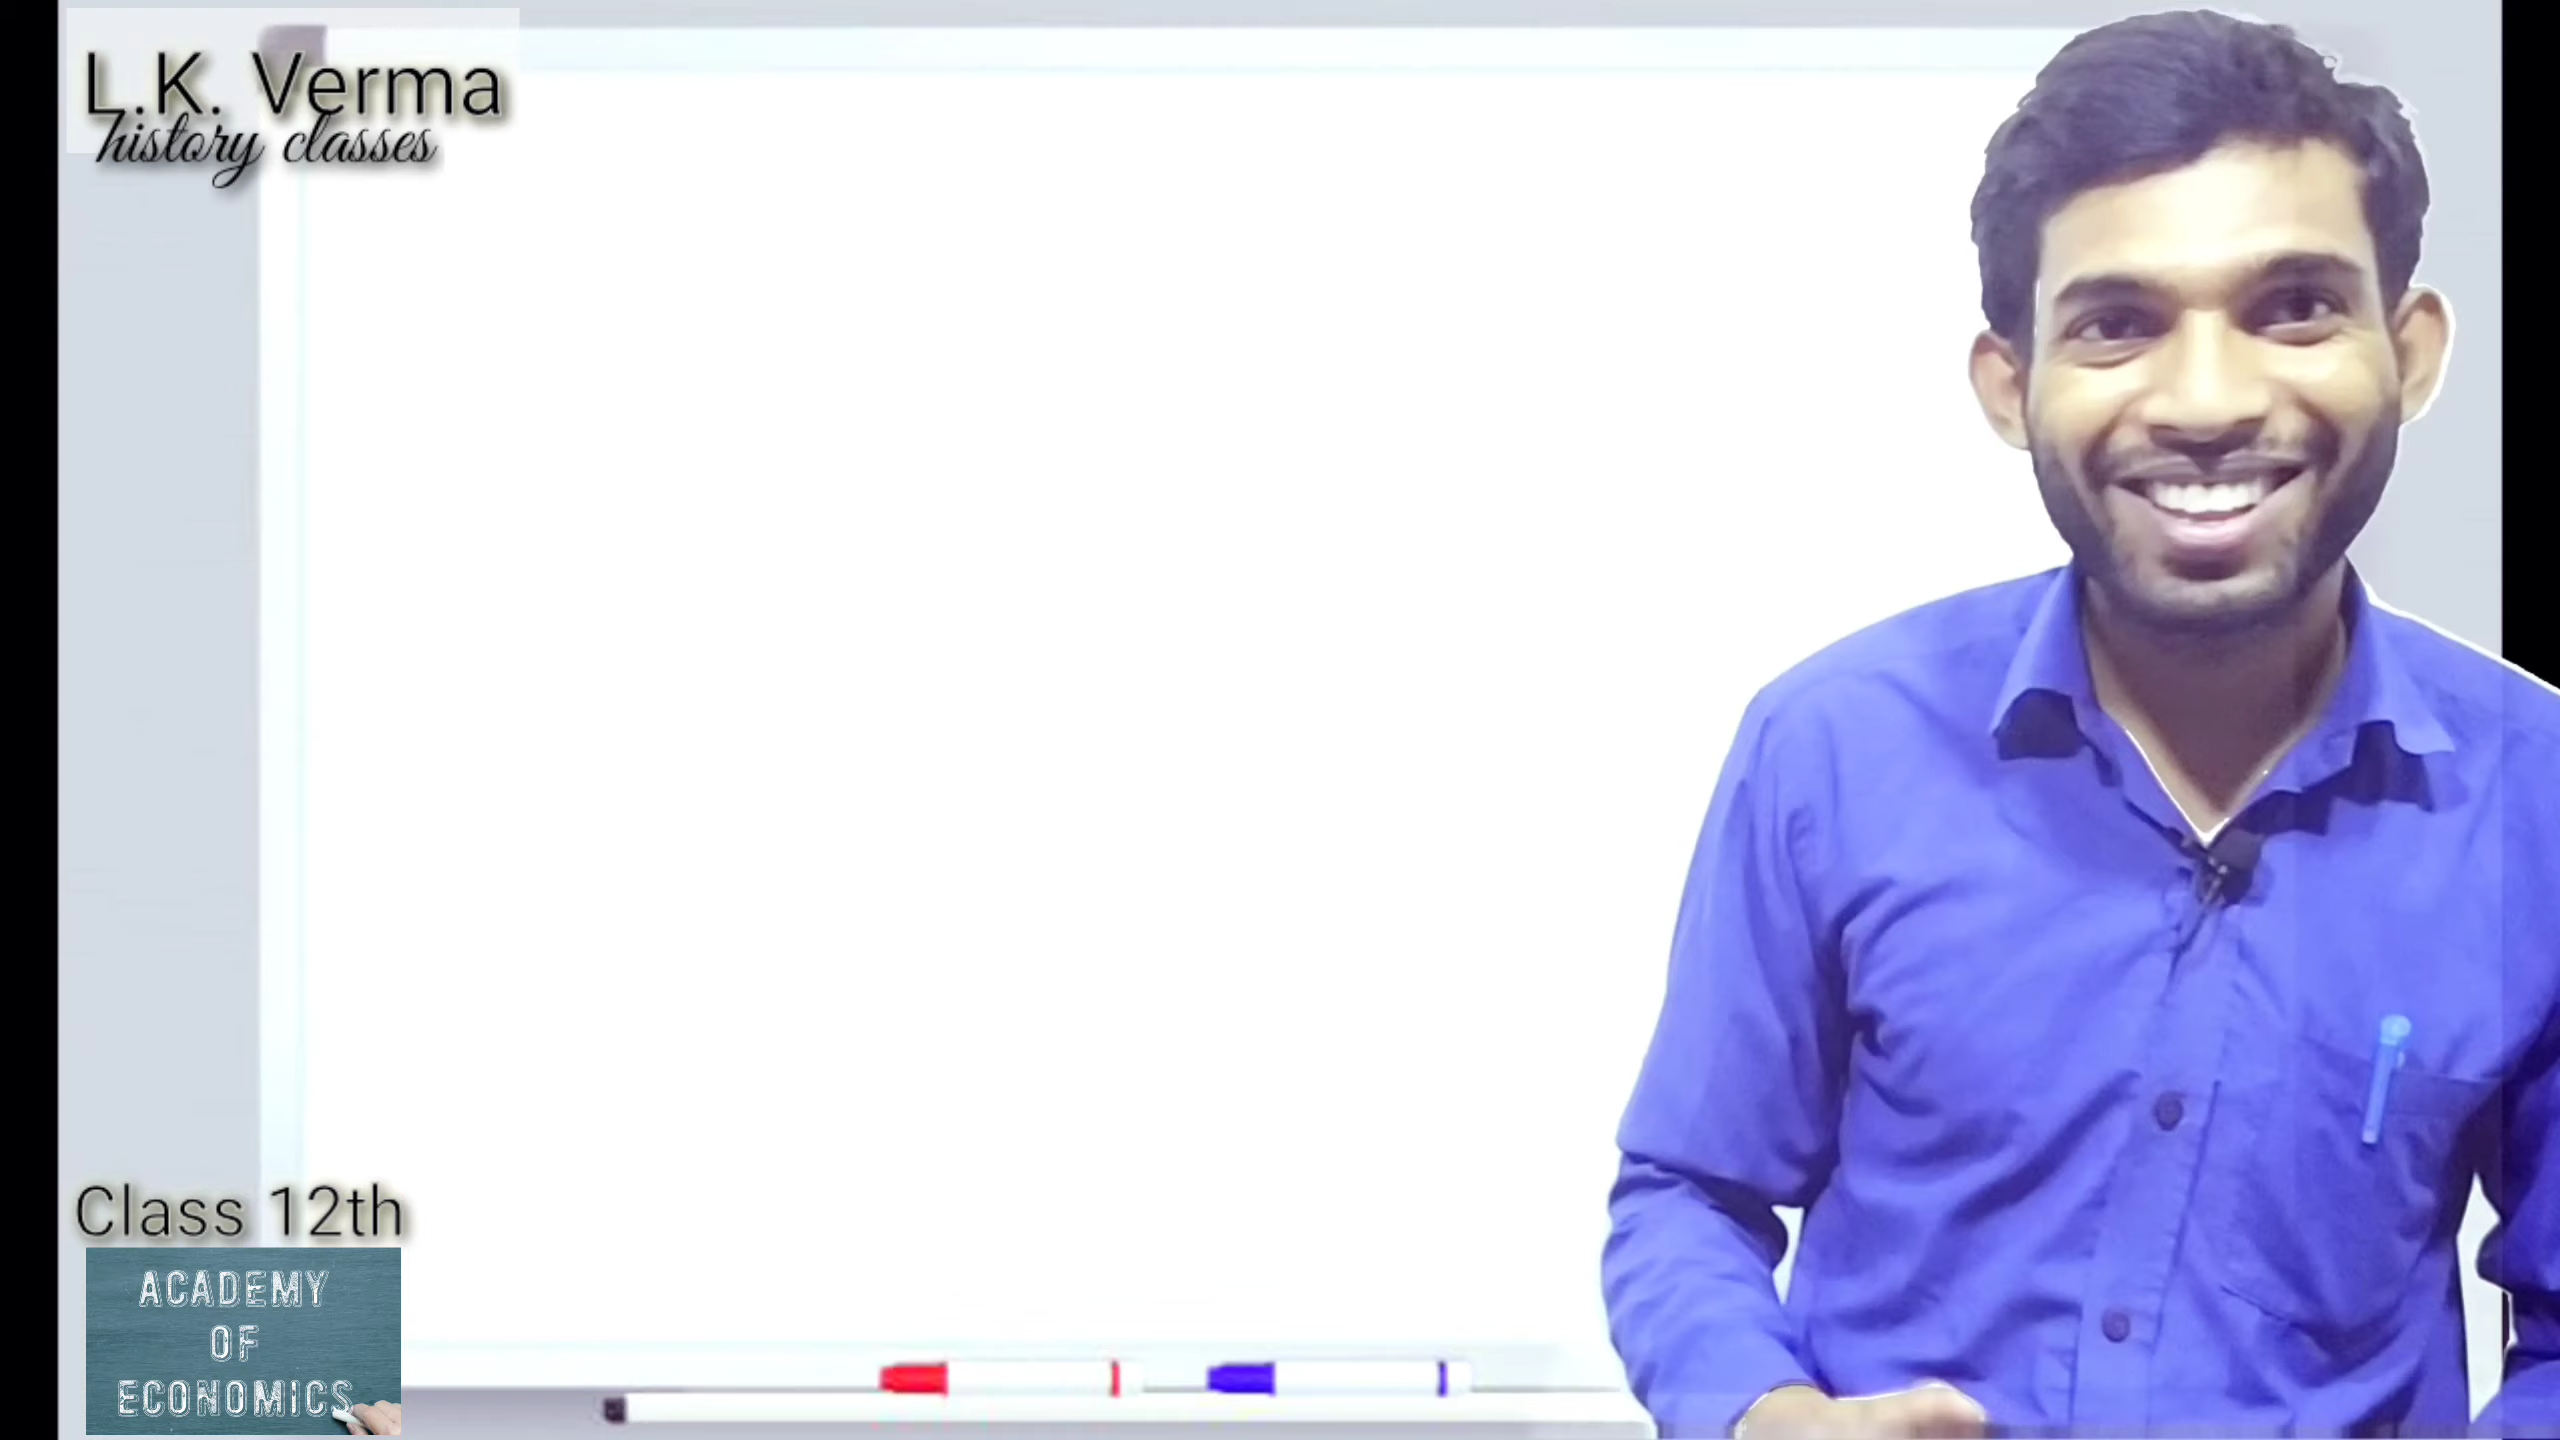 L.K. Verma
history classes
Class 12th
ACADEMY
OF
ECONOMICS